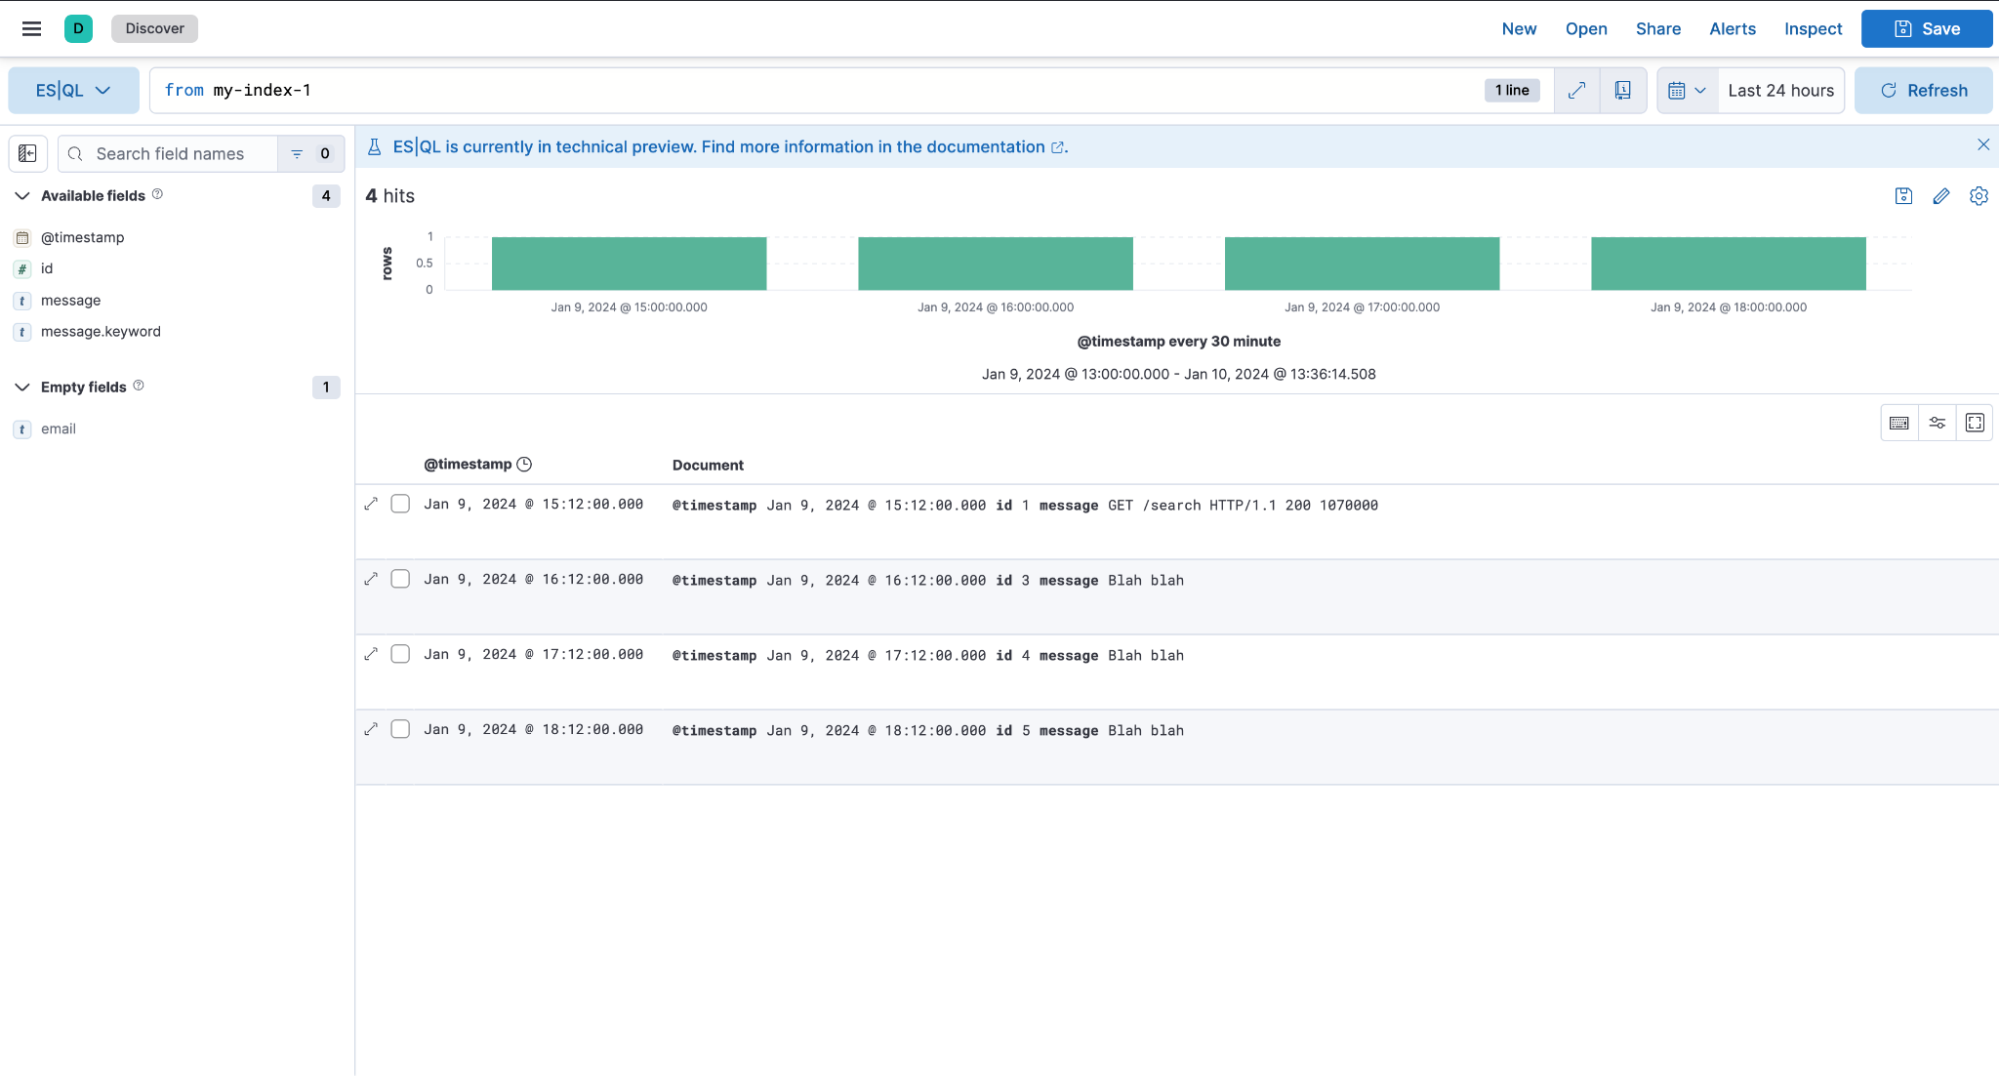 D Discover New Open Share Alerts Inspect Save
ES|QL from my-index-1 1 line Last 24 hours Refresh
Search field names 0
ES|QL is currently in technical preview. Find more information in the documentation.
Available fields 4
@timestamp
# id
t message
t message.keyword
Empty fields 1
t email
4 hits
rows
1
0.5
0
Jan 9, 2024 @ 15:00:00.000 Jan 9, 2024 @ 16:00:00.000 Jan 9, 2024 @ 17:00:00.000 Jan 9, 2024 @ 18:00:00.000
@timestamp every 30 minute
Jan 9, 2024 @ 13:00:00.000 - Jan 10, 2024 @ 13:36:14.508
@timestamp Document
Jan 9, 2024 @ 15:12:00.000 @timestamp Jan 9, 2024 @ 15:12:00.000 id 1 message GET /search HTTP/1.1 200 1070000
Jan 9, 2024 @ 16:12:00.000 @timestamp Jan 9, 2024 @ 16:12:00.000 id 3 message Blah blah
Jan 9, 2024 @ 17:12:00.000 @timestamp Jan 9, 2024 @ 17:12:00.000 id 4 message Blah blah
Jan 9, 2024 @ 18:12:00.000 @timestamp Jan 9, 2024 @ 18:12:00.000 id 5 message Blah blah